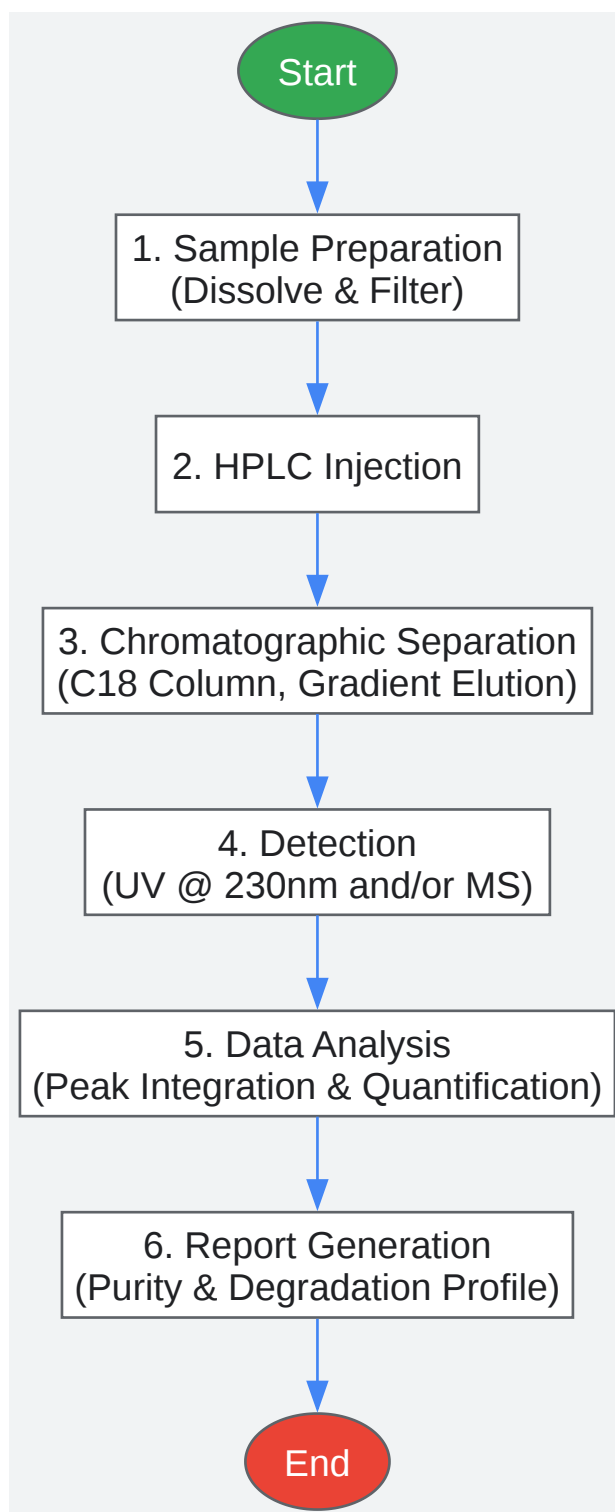 Start
1. Sample Preparation
(Dissolve & Filter)
2. HPLC Injection
3. Chromatographic Separation
(C18 Column, Gradient Elution)
4. Detection
(UV @ 230nm and/or MS)
5. Data Analysis
(Peak Integration & Quantification)
6. Report Generation
(Purity & Degradation Profile)
End